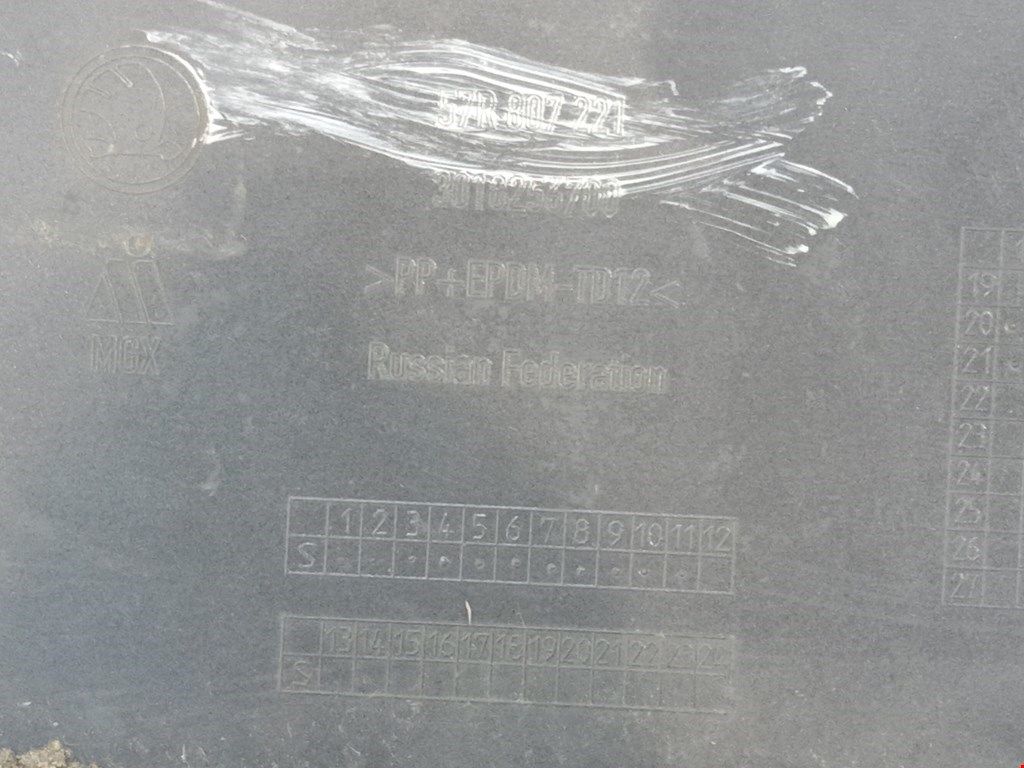 57R 807 221
>PP+EPDM-TD12<
MGX
Russian Federation
1 2 3 4 5 6 7 8 9 10 11 12
S
13 14 15 16 17 18 19 20 21 22 23 24
S
19
20
21
22
23
24
25
26
27